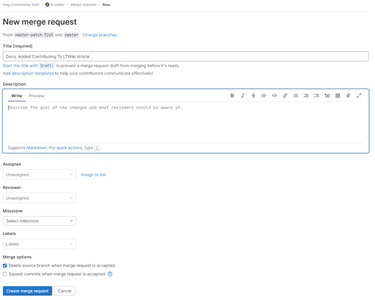 mag (community fork) › lt-maker › Merge requests › New
New merge request
From master-patch-7163 into master Change branches
Title (required)
Docs: Added Contributing To LTWiki Article
Start the title with Draft: to prevent a merge request draft from merging before it's ready.
Add description templates to help your contributors communicate effectively!
Description
Write Preview
Describe the goal of the changes and what reviewers should be aware of.
Supports Markdown. For quick actions, type /.
Assignee
Unassigned
Assign to me
Reviewer
Unassigned
Milestone
Select milestone
Labels
Labels
Merge options
Delete source branch when merge request is accepted.
Squash commits when merge request is accepted.
Create merge request Cancel